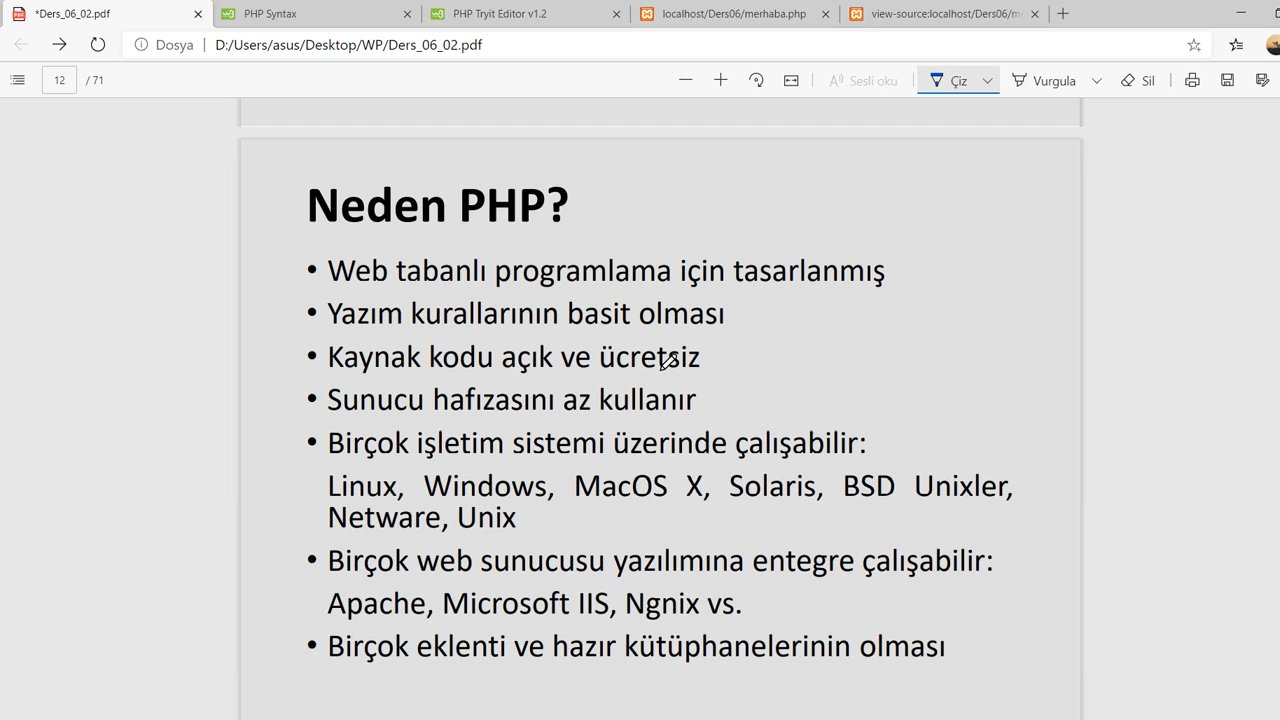 *Ders_06_02.pdf
PHP Syntax
PHP Tryit Editor v1.2
localhost/Ders06/merhaba.php
view-source:localhost/Ders06/m
Dosya
D:/Users/asus/Desktop/WP/Ders_06_02.pdf
12 / 71
Sesli oku
Çiz
Vurgula
Sil
Neden PHP?
• Web tabanlı programlama için tasarlanmış
• Yazım kurallarının basit olması
• Kaynak kodu açık ve ücretsiz
• Sunucu hafızasını az kullanır
• Birçok işletim sistemi üzerinde çalışabilir:
Linux, Windows, MacOS X, Solaris, BSD Unixler,
Netware, Unix
• Birçok web sunucusu yazılımına entegre çalışabilir:
Apache, Microsoft IIS, Ngnix vs.
• Birçok eklenti ve hazır kütüphanelerinin olması